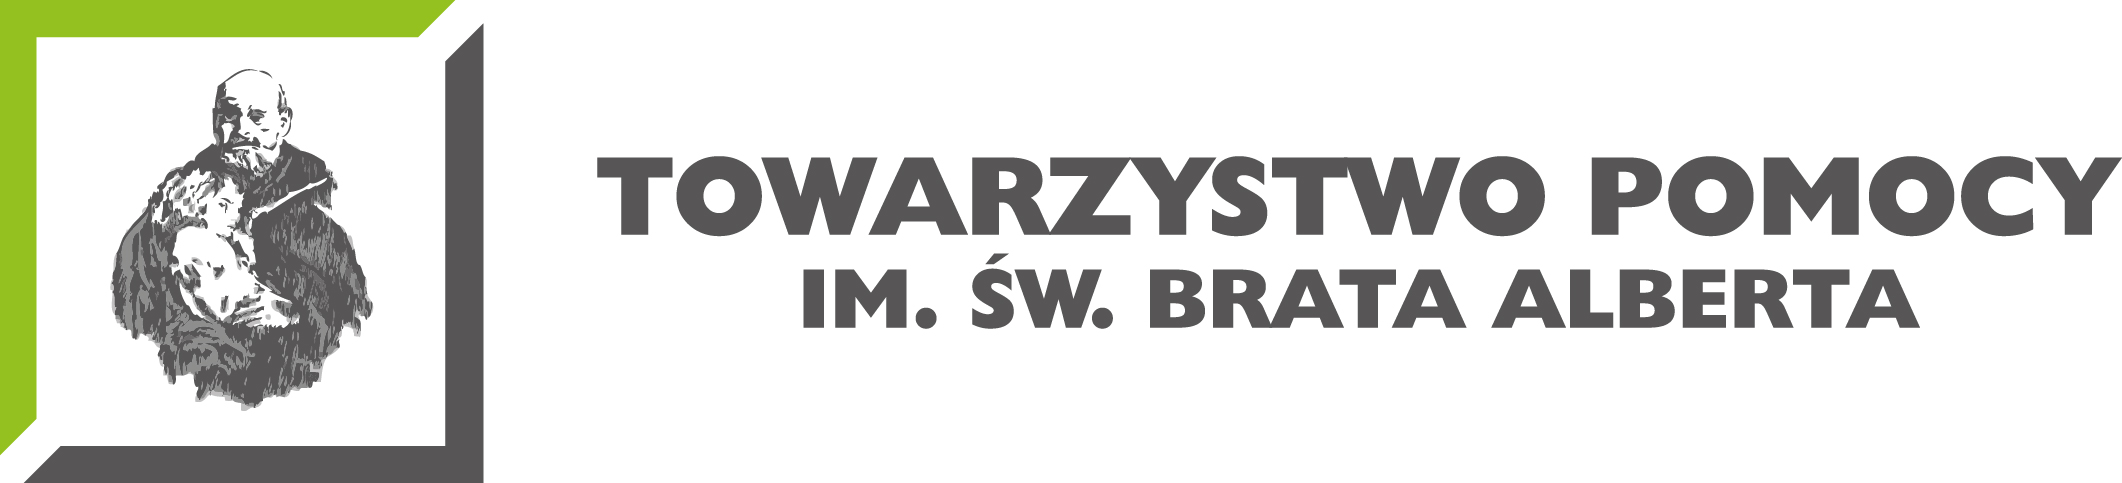 TOWARZYSTWO POMOCY
IM. ŚW. BRATA ALBERTA